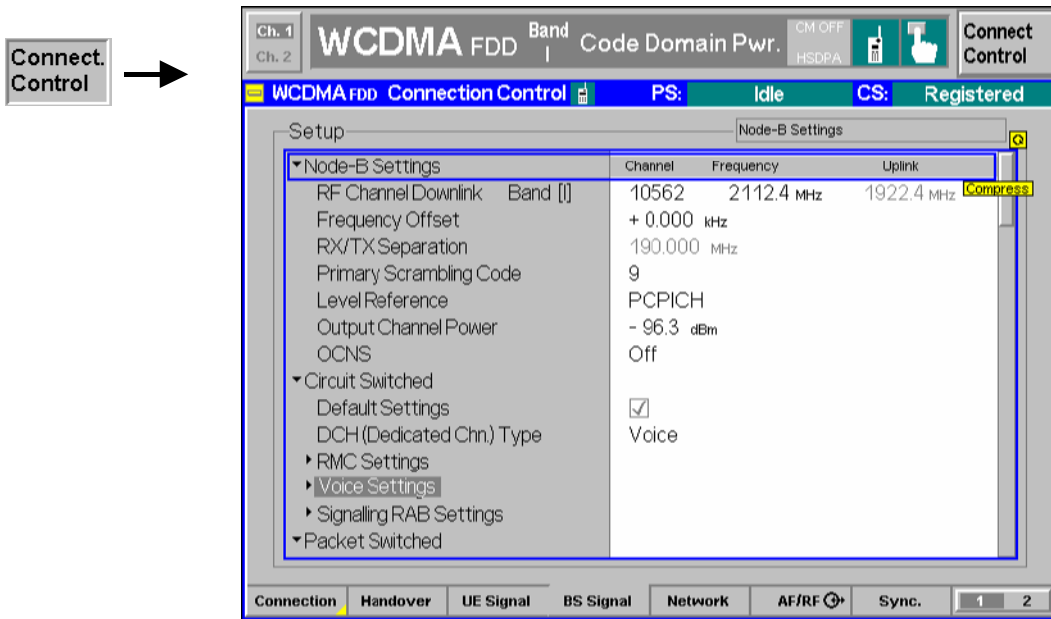 Connect.
Control
Ch. 1
Ch. 2
WCDMA FDD Band I Code Domain Pwr.
CM OFF
HSDPA
Connect
Control
WCDMA FDD Connection Control PS: Idle CS: Registered
Setup
Node-B Settings
Node-B Settings Channel Frequency Uplink
Compress
RF Channel Downlink Band [I] 10562 2112.4 MHz 1922.4 MHz
Frequency Offset + 0.000 kHz
RX/TX Separation 190.000 MHz
Primary Scrambling Code 9
Level Reference PCPICH
Output Channel Power - 96.3 dBm
OCNS Off
Circuit Switched
Default Settings
DCH (Dedicated Chn.) Type Voice
RMC Settings
Voice Settings
Signalling RAB Settings
Packet Switched
Connection Handover UE Signal BS Signal Network AF/RF Sync. 1 2